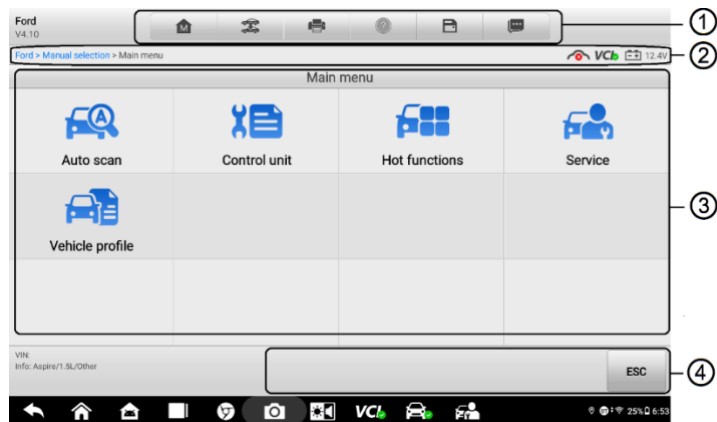 Ford
V4.10
①
Ford > Manual selection > Main menu
VCI 12.4V
②
Main menu
Auto scan Control unit Hot functions Service
③
Vehicle profile
VIN:
Info: Aspire/1.5L/Other
ESC
④
VCI 25% 6:53